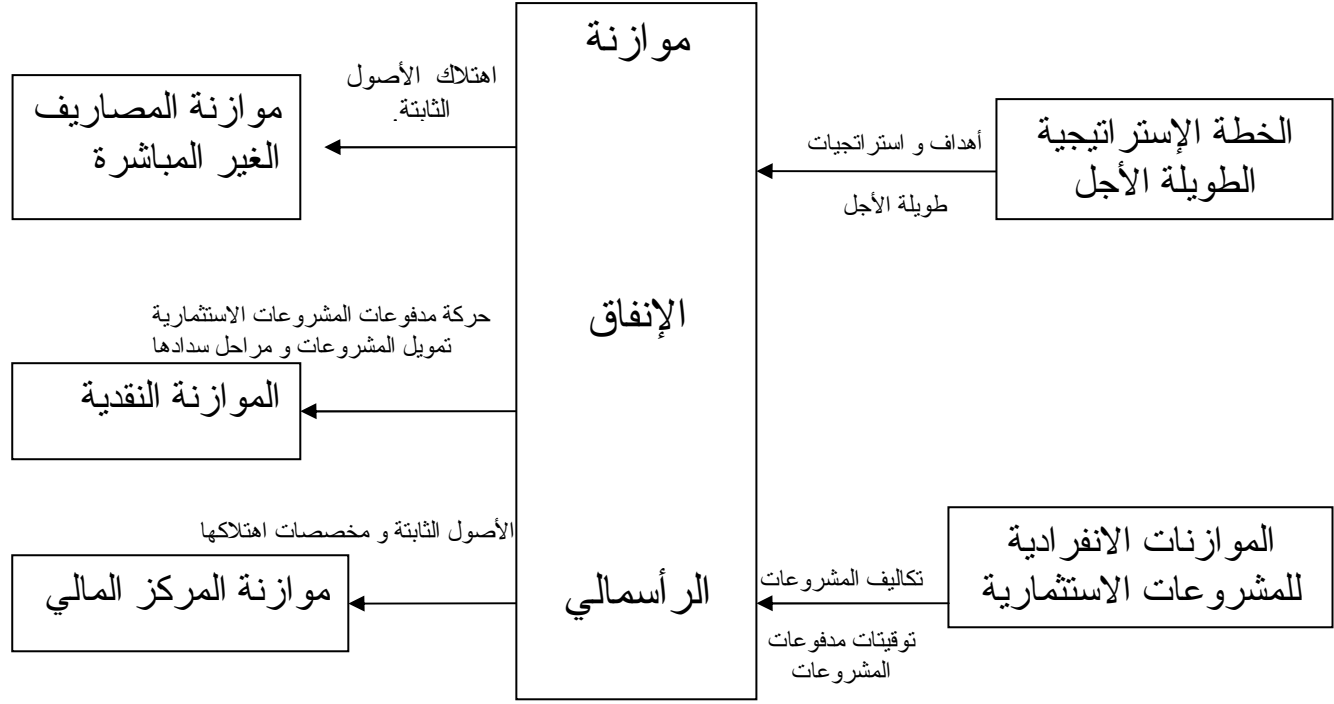 موازنة
الإنفاق
الرأسمالي
الخطة الإستراتيجية
الطويلة الأجل
أهداف و استراتجيات
طويلة الأجل
الموازنات الانفرادية
للمشروعات الاستثمارية
تكاليف المشروعات
توقيتات مدفوعات
المشروعات
اهتلاك الأصول
الثابتة.
موازنة المصاريف
الغير المباشرة
حركة مدفوعات المشروعات الاستثمارية
تمويل المشروعات و مراحل سدادها
الموازنة النقدية
الأصول الثابتة و مخصصات اهتلاكها
موازنة المركز المالي